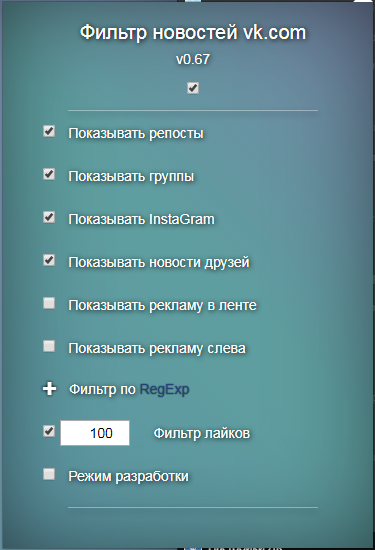 Фильтр новостей vk.com
v0.67
Показывать репосты
Показывать группы
Показывать InstaGram
Показывать новости друзей
Показывать рекламу в ленте
Показывать рекламу слева
Фильтр по RegExp
100 Фильтр лайков
Режим разработки